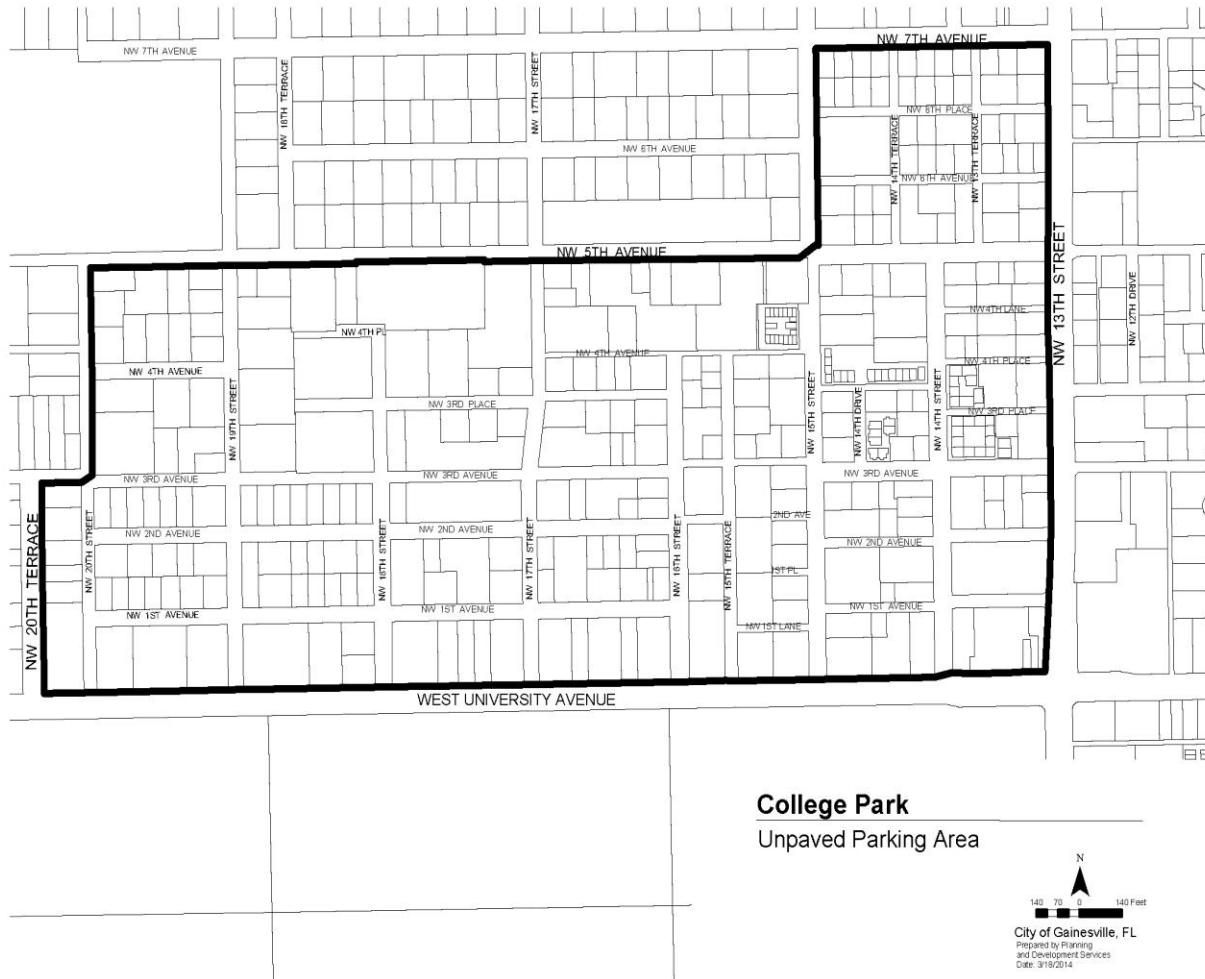 NW 7TH AVENUE
NW 7TH AVENUE
NW 18TH TERRACE
NW 17TH STREET
NW 6TH PLACE
NW 14TH TERRACE
NW 13TH TERRACE
NW 6TH AVENUE
NW 6TH AVENUE
NW 5TH AVENUE
NW 13TH STREET
NW 12TH DRIVE
NW 4TH LANE
NW 4TH PL
NW 4TH AVENUE
NW 4TH PLACE
NW 4TH AVENUE
NW 19TH STREET
NW 3RD PLACE
NW 15TH STREET
NW 14TH DRIVE
NW 14TH STREET
NW 3RD PLACE
NW 3RD AVENUE
NW 3RD AVENUE
NW 3RD AVENUE
NW 20TH TERRACE
NW 20TH STREET
NW 2ND AVENUE
NW 18TH STREET
NW 2ND AVENUE
NW 17TH STREET
NW 16TH STREET
NW 15TH TERRACE
2ND AVE
NW 2ND AVENUE
1ST PL
NW 1ST AVENUE
NW 1ST AVENUE
NW 1ST AVENUE
NW 1ST LANE
WEST UNIVERSITY AVENUE
College Park
Unpaved Parking Area
N
140 70 0 140 Feet
City of Gainesville, FL
Prepared by Planning
and Development Services
Date: 3/18/2014